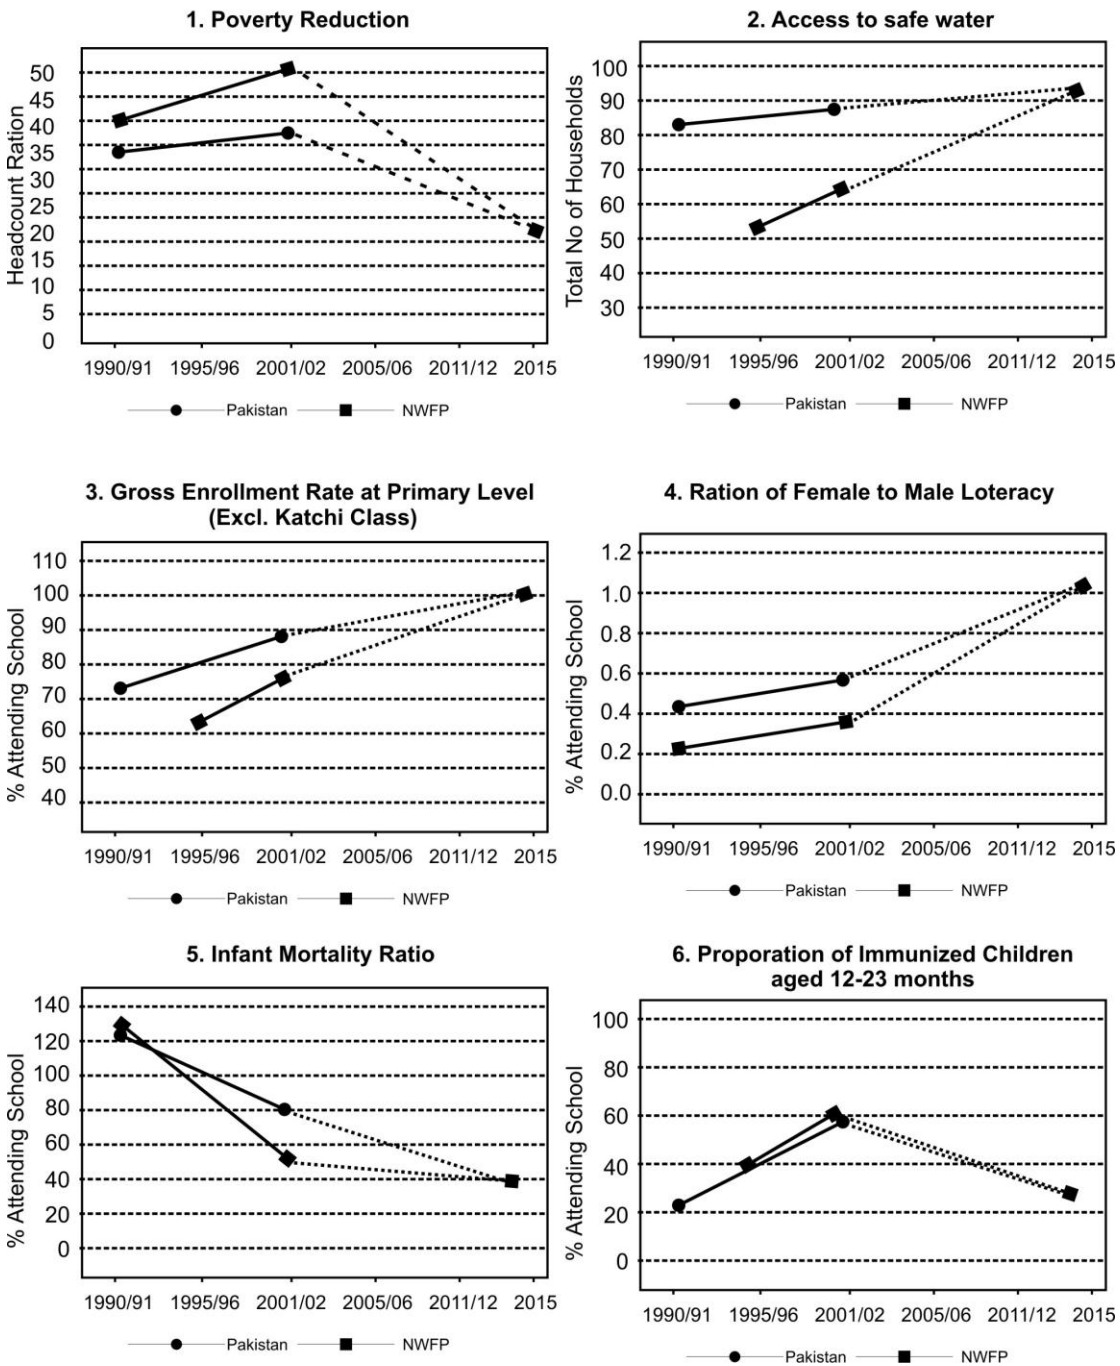 1. Poverty Reduction
Headcount Ration
50
45
40
35
30
25
20
15
10
5
0
1990/91 1995/96 2001/02 2005/06 2011/12 2015
Pakistan NWFP
2. Access to safe water
Total No of Households
100
90
80
70
60
50
40
30
1990/91 1995/96 2001/02 2005/06 2011/12 2015
Pakistan NWFP
3. Gross Enrollment Rate at Primary Level
(Excl. Katchi Class)
% Attending School
110
100
90
80
70
60
50
40
1990/91 1995/96 2001/02 2005/06 2011/12 2015
Pakistan NWFP
4. Ration of Female to Male Loteracy
% Attending School
1.2
1.0
0.8
0.6
0.4
0.2
0.0
1990/91 1995/96 2001/02 2005/06 2011/12 2015
Pakistan NWFP
5. Infant Mortality Ratio
% Attending School
140
120
100
80
60
40
20
0
1990/91 1995/96 2001/02 2005/06 2011/12 2015
Pakistan NWFP
6. Proporation of Immunized Children
aged 12-23 months
% Attending School
100
80
60
40
20
0
1990/91 1995/96 2001/02 2005/06 2011/12 2015
Pakistan NWFP